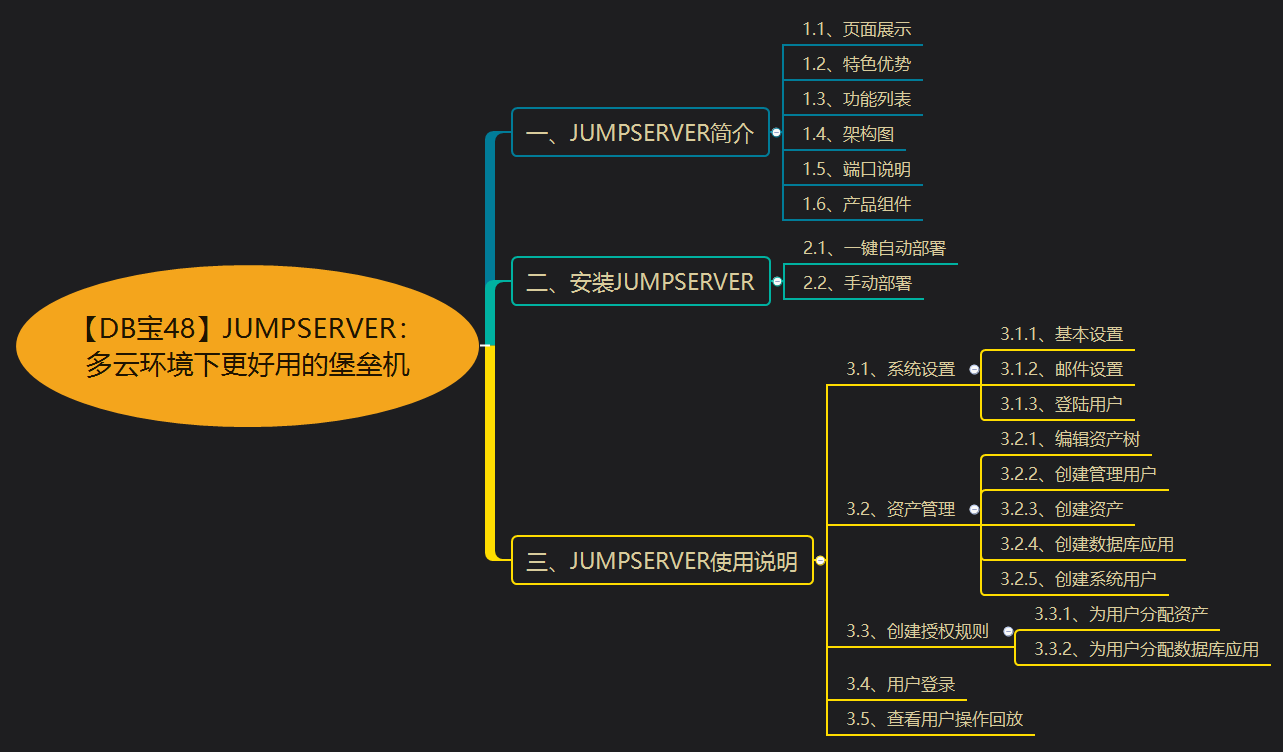 【DB宝48】JUMPSERVER：
多云环境下更好用的堡垒机
一、JUMPSERVER简介
1.1、页面展示
1.2、特色优势
1.3、功能列表
1.4、架构图
1.5、端口说明
1.6、产品组件
二、安装JUMPSERVER
2.1、一键自动部署
2.2、手动部署
三、JUMPSERVER使用说明
3.1、系统设置
3.1.1、基本设置
3.1.2、邮件设置
3.1.3、登陆用户
3.2、资产管理
3.2.1、编辑资产树
3.2.2、创建管理用户
3.2.3、创建资产
3.2.4、创建数据库应用
3.2.5、创建系统用户
3.3、创建授权规则
3.3.1、为用户分配资产
3.3.2、为用户分配数据库应用
3.4、用户登录
3.5、查看用户操作回放